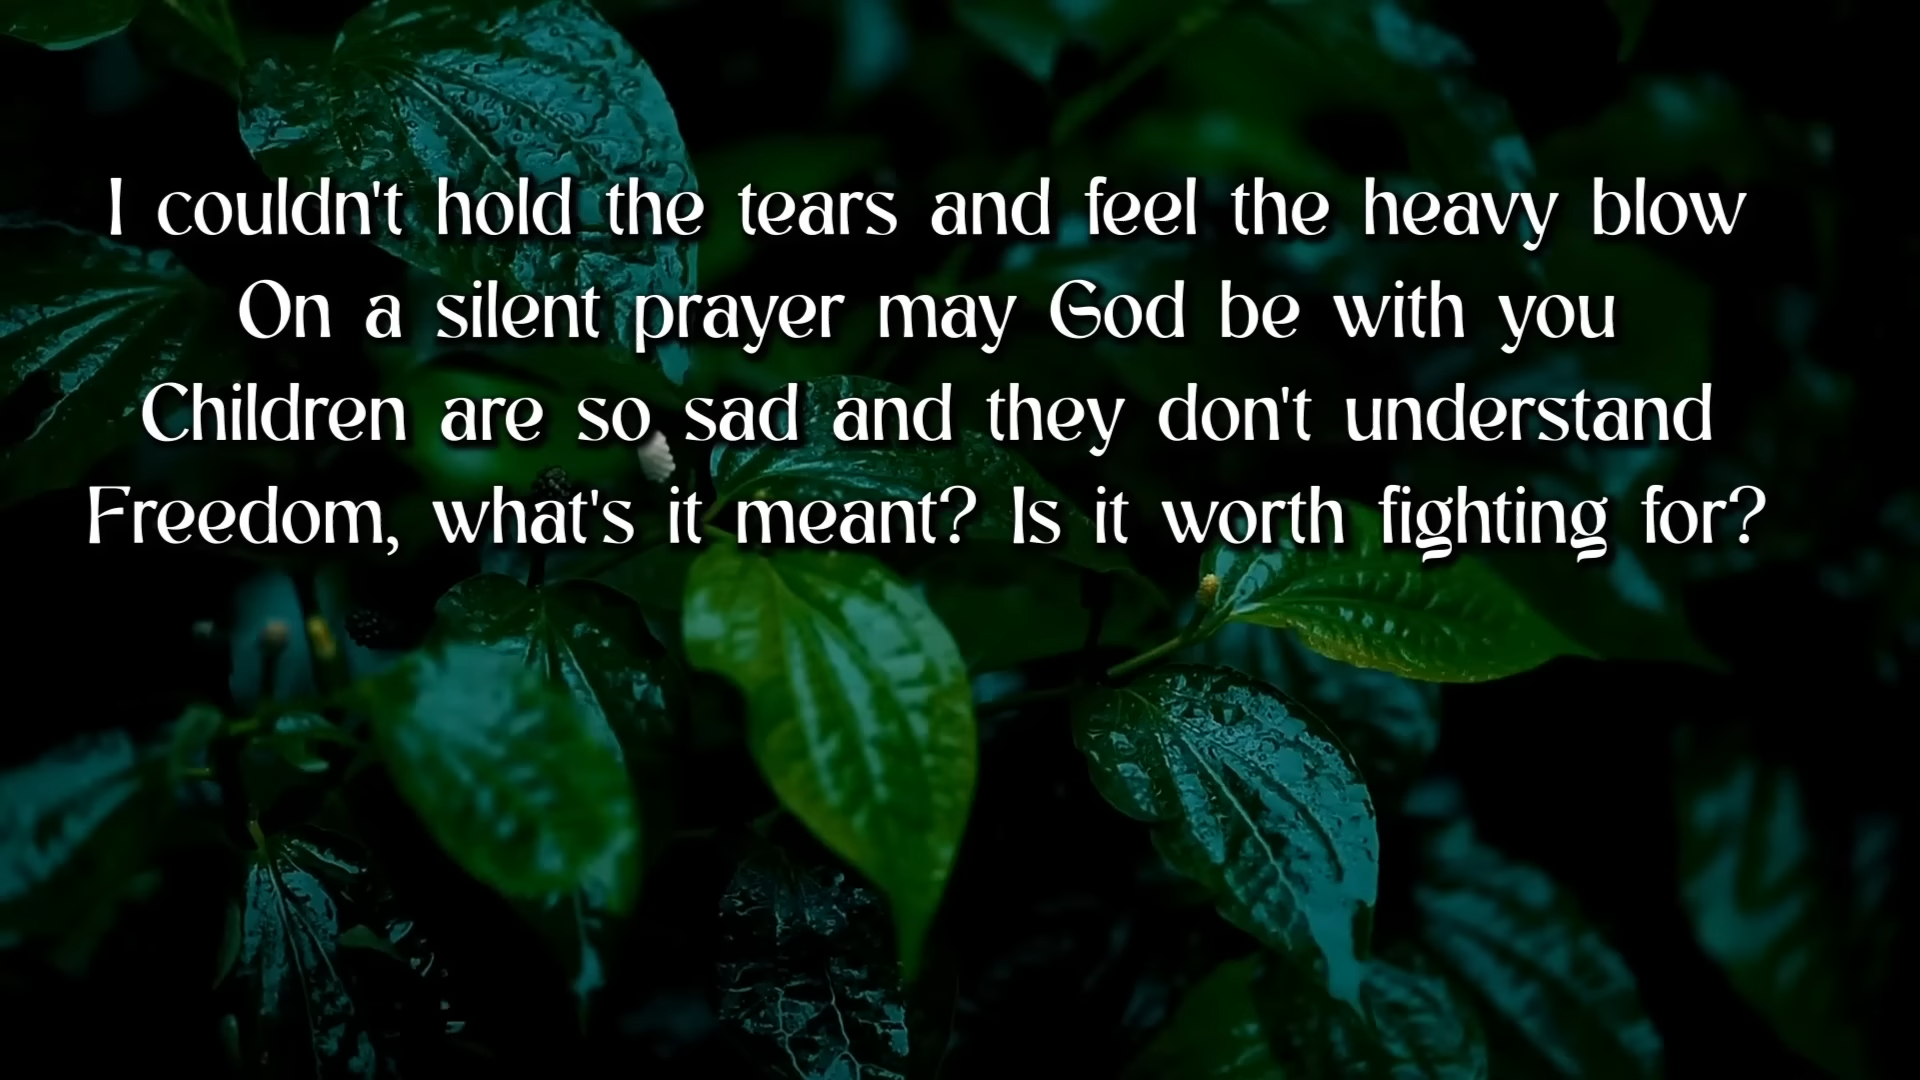 I couldn't hold the tears and feel the heavy blow
On a silent prayer may God be with you
Children are so sad and they don't understand
Freedom, what's it meant? Is it worth fighting for?